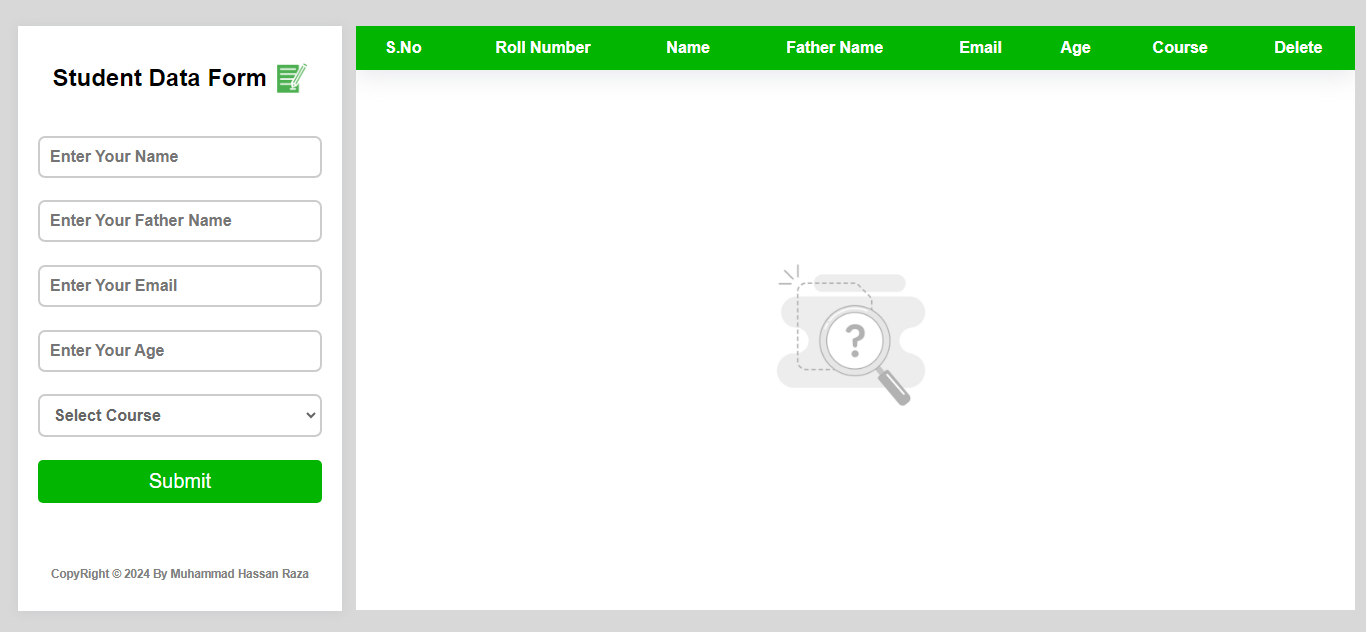 Student Data Form
Enter Your Name
Enter Your Father Name
Enter Your Email
Enter Your Age
Select Course
Submit
CopyRight © 2024 By Muhammad Hassan Raza
S.No Roll Number Name Father Name Email Age Course Delete
?